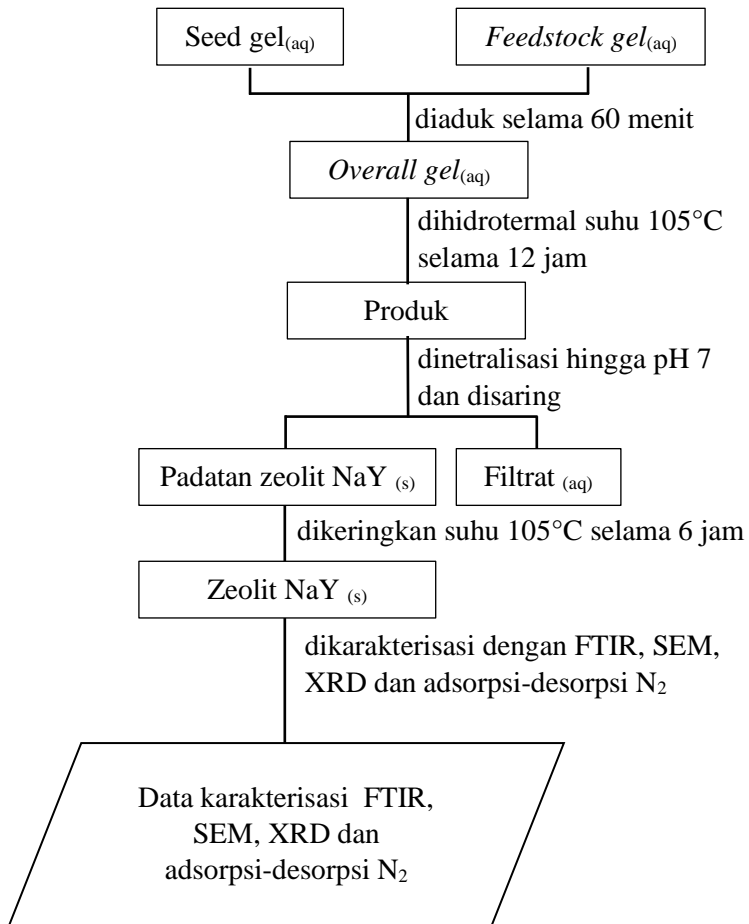 Seed gel(aq)
Feedstock gel(aq)
diaduk selama 60 menit
Overall gel(aq)
dihidrotermal suhu 105°C
selama 12 jam
Produk
dinetralisasi hingga pH 7
dan disaring
Padatan zeolit NaY (s)
Filtrat (aq)
dikeringkan suhu 105°C selama 6 jam
Zeolit NaY (s)
dikarakterisasi dengan FTIR, SEM,
XRD dan adsorpsi-desorpsi N₂
Data karakterisasi FTIR,
SEM, XRD dan
adsorpsi-desorpsi N₂